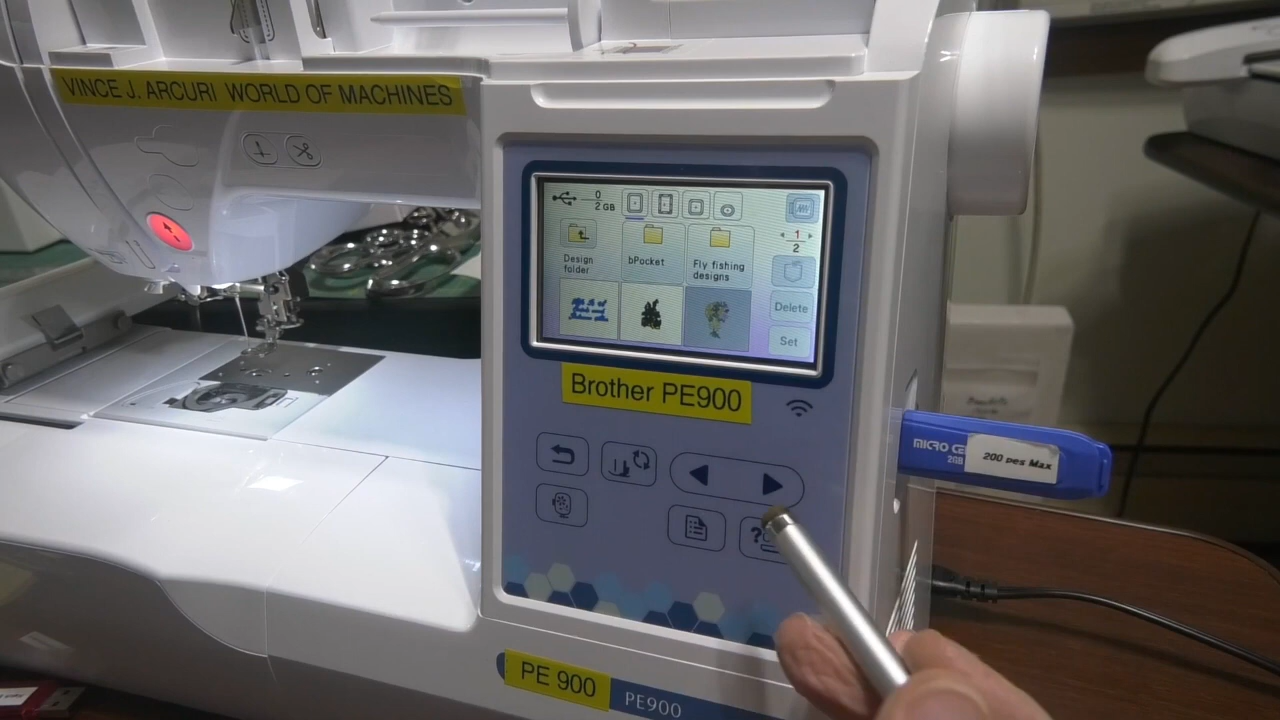 VINCE J. ARCURI WORLD OF MACHINES
0
2 GB
1
2
Design
folder
bPocket
Fly fishing
designs
Delete
Set
Brother PE900
MICRO CE
2GB
200 pes Max
?
PE 900
PE900